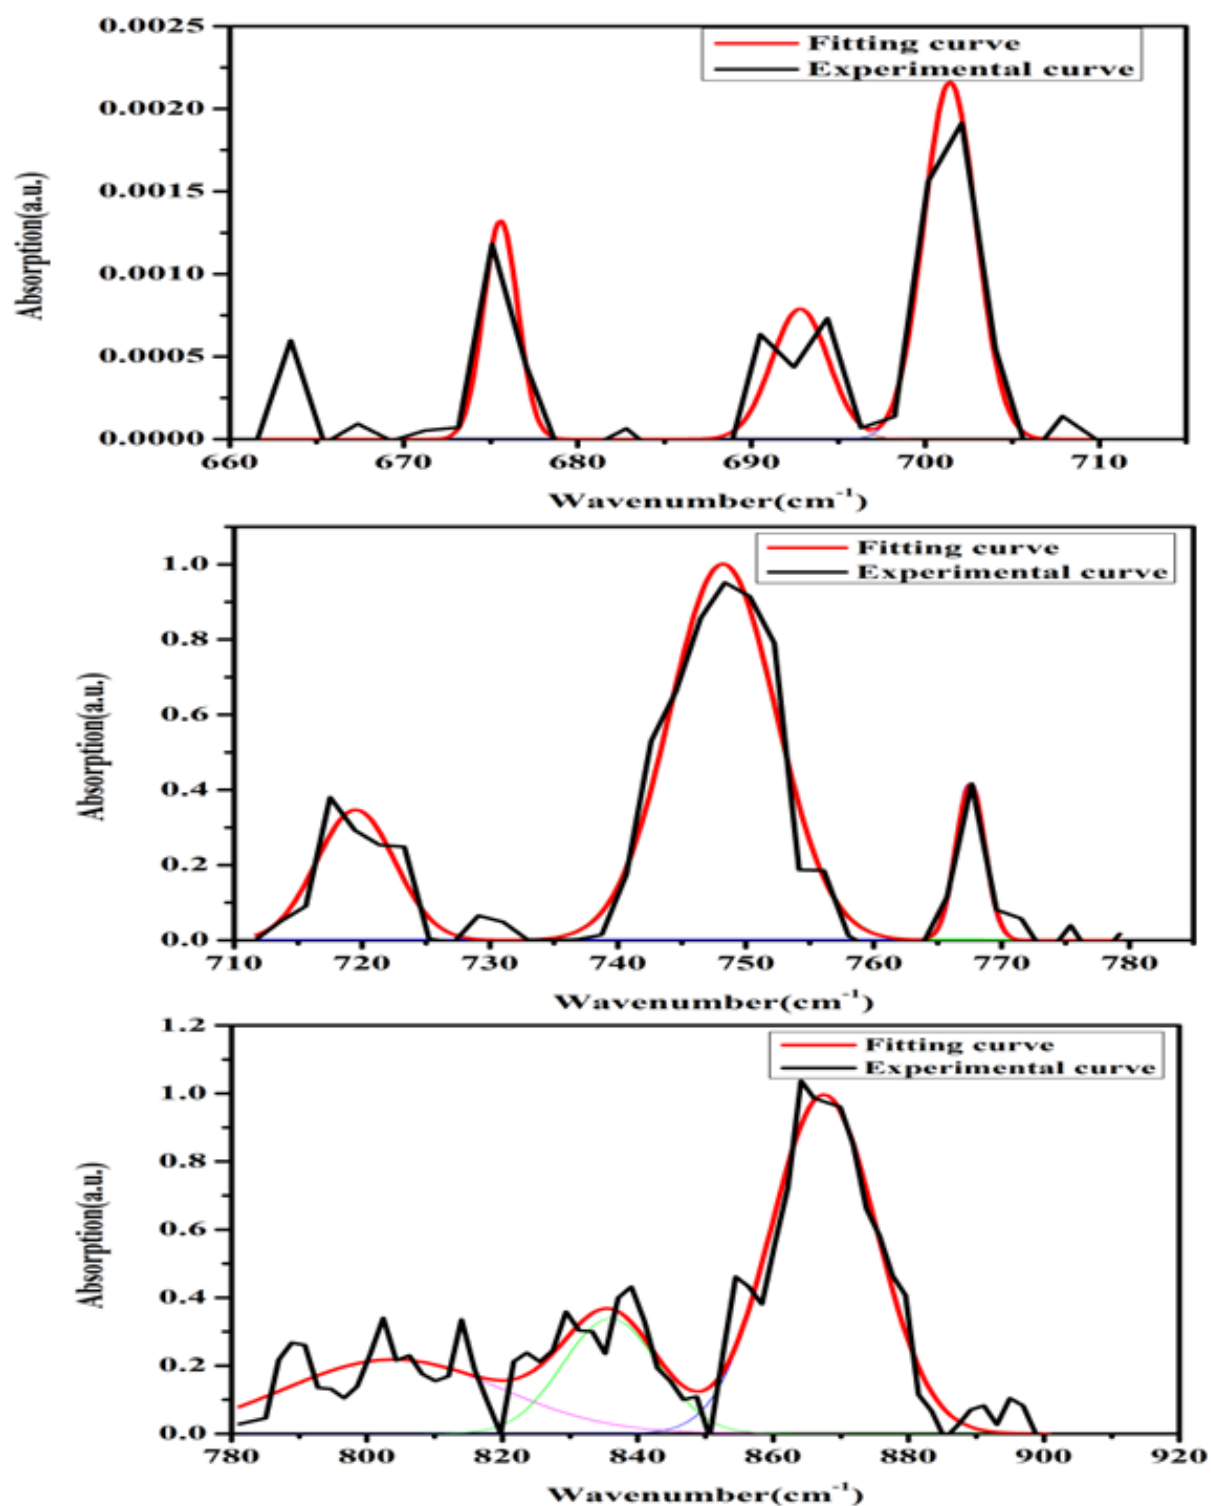 0.0025
Fitting curve
Experimental curve
0.0020
0.0015
0.0010
0.0005
0.0000
Absorption(a.u.)
660 670 680 690 700 710
Wavenumber(cm⁻¹)
Fitting curve
Experimental curve
1.0
0.8
0.6
0.4
0.2
0.0
Absorption(a.u.)
710 720 730 740 750 760 770 780
Wavenumber(cm⁻¹)
1.2
Fitting curve
Experimental curve
1.0
0.8
0.6
0.4
0.2
0.0
Absorption(a.u.)
780 800 820 840 860 880 900 920
Wavenumber(cm⁻¹)